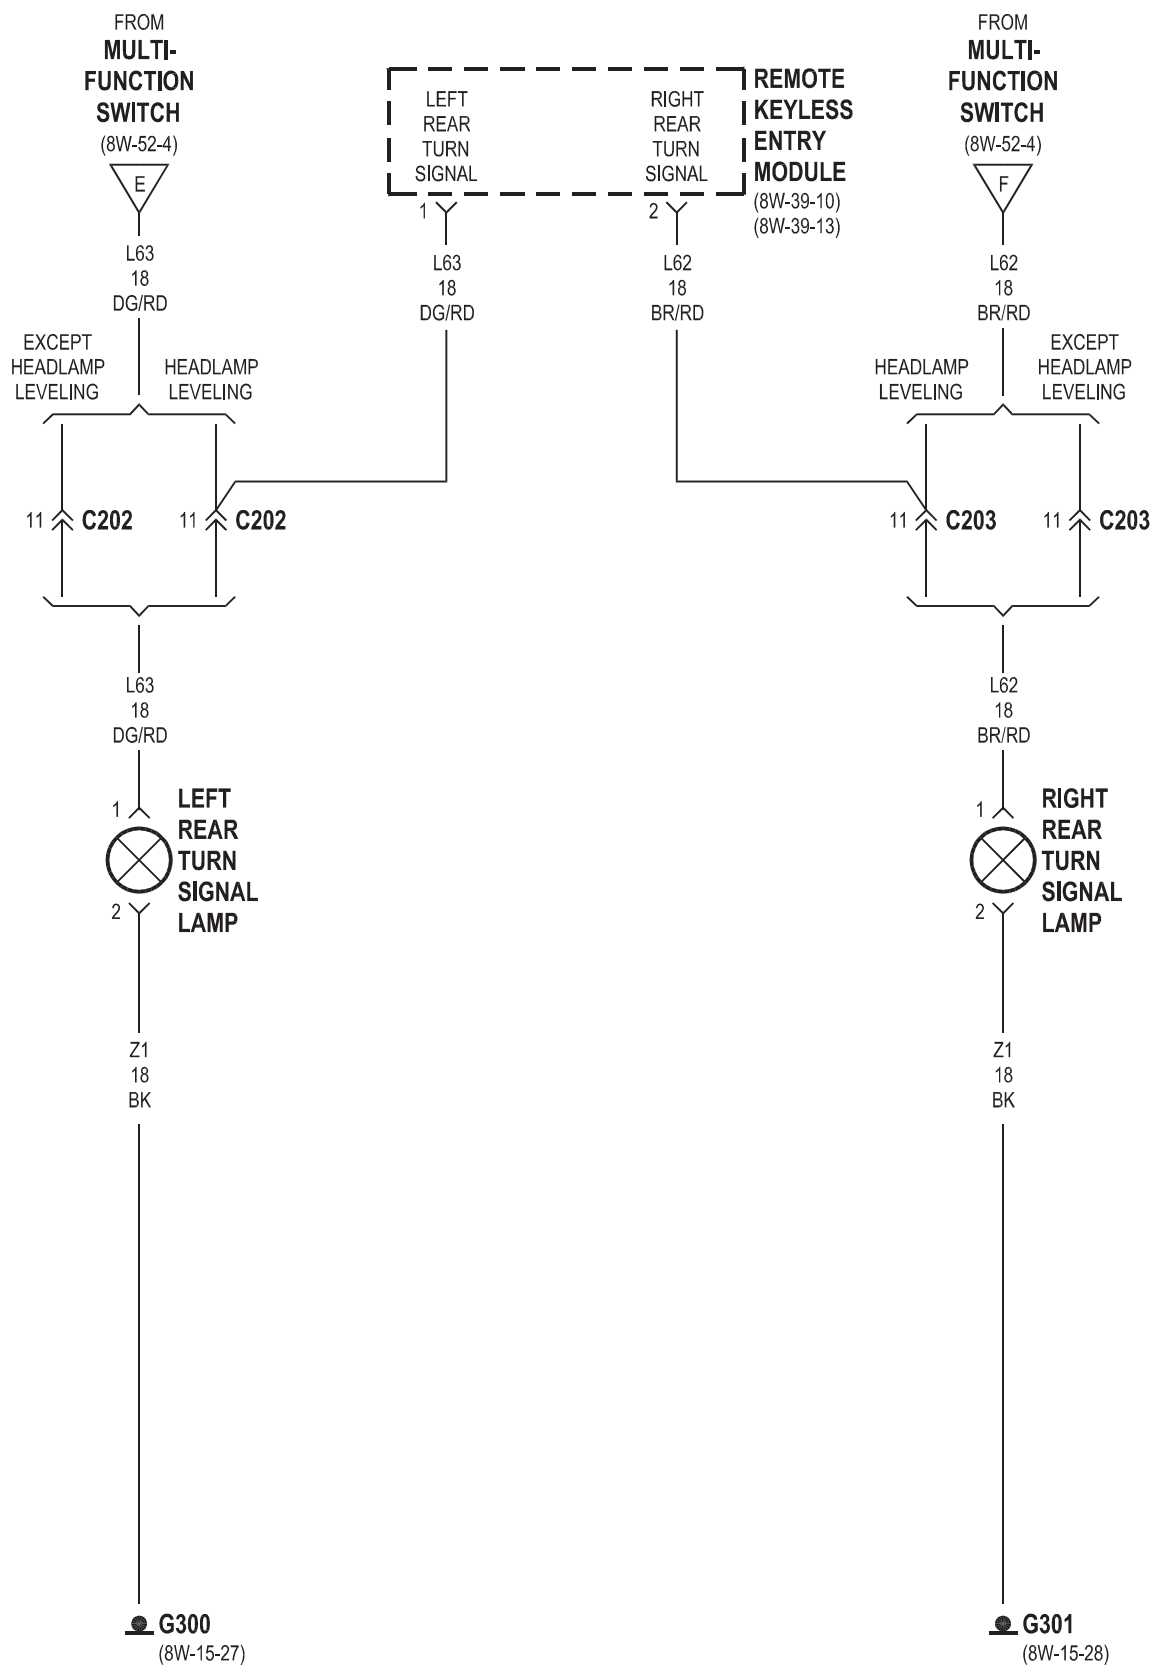 FROM
MULTI-
FUNCTION
SWITCH
(8W-52-4)
E
L63
18
DG/RD
LEFT
REAR
TURN
SIGNAL
RIGHT
REAR
TURN
SIGNAL
REMOTE
KEYLESS
ENTRY
MODULE
(8W-39-10)
(8W-39-13)
1
2
L63
18
DG/RD
L62
18
BR/RD
FROM
MULTI-
FUNCTION
SWITCH
(8W-52-4)
F
L62
18
BR/RD
EXCEPT
HEADLAMP
LEVELING
HEADLAMP
LEVELING
HEADLAMP
LEVELING
EXCEPT
HEADLAMP
LEVELING
11 C202
11 C202
11 C203
11 C203
L63
18
DG/RD
1
LEFT
REAR
TURN
SIGNAL
LAMP
2
Z1
18
BK
G300
(8W-15-27)
L62
18
BR/RD
1
RIGHT
REAR
TURN
SIGNAL
LAMP
2
Z1
18
BK
G301
(8W-15-28)